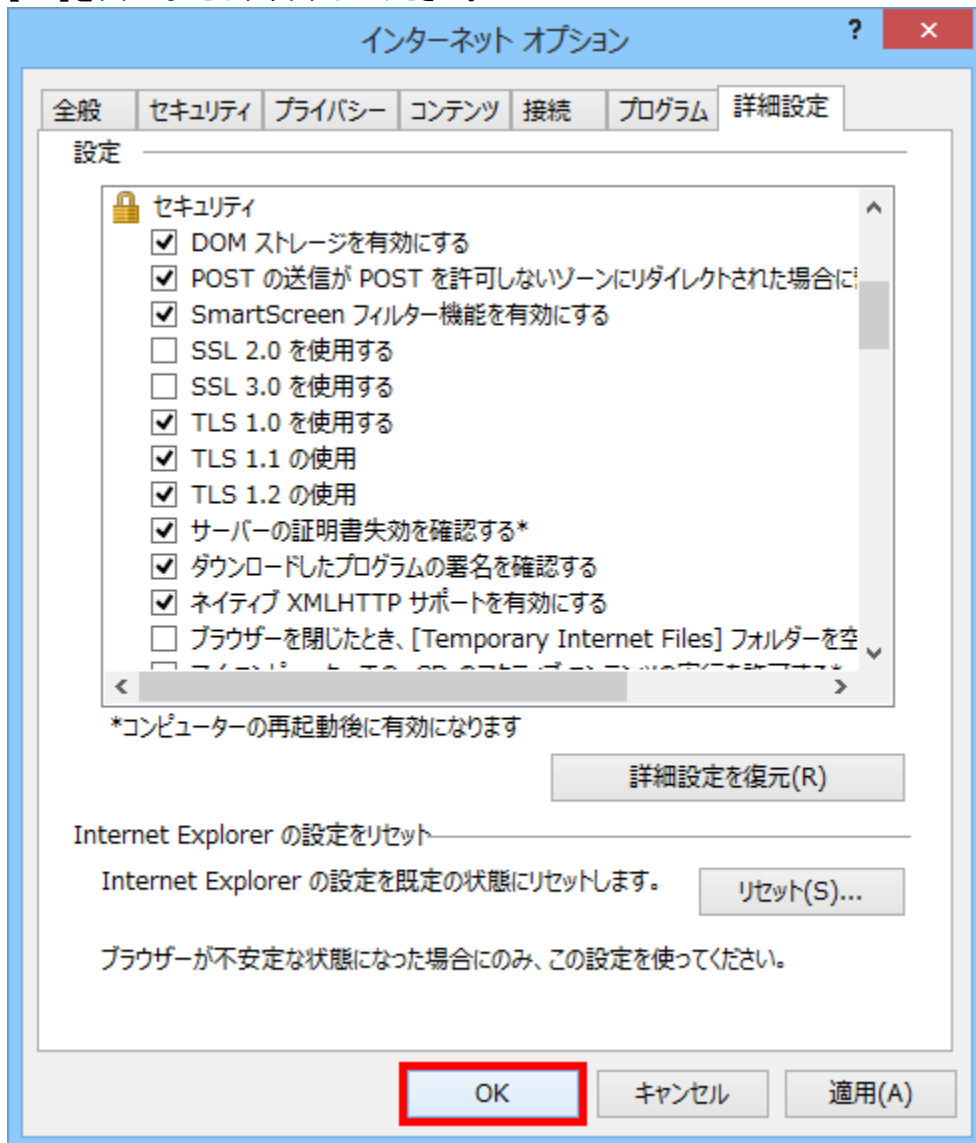 インターネット オプション
?
×
全般
セキュリティ
プライバシー
コンテンツ
接続
プログラム
詳細設定
設定
セキュリティ
DOM ストレージを有効にする
POST の送信が POST を許可しないゾーンにリダイレクトされた場合に
SmartScreen フィルター機能を有効にする
SSL 2.0 を使用する
SSL 3.0 を使用する
TLS 1.0 を使用する
TLS 1.1 の使用
TLS 1.2 の使用
サーバーの証明書失効を確認する*
ダウンロードしたプログラムの署名を確認する
ネイティブ XMLHTTP サポートを有効にする
ブラウザーを閉じたとき、[Temporary Internet Files] フォルダーを空
*コンピューターの再起動後に有効になります
詳細設定を復元(R)
Internet Explorer の設定をリセット
Internet Explorer の設定を既定の状態にリセットします。
リセット(S)...
ブラウザーが不安定な状態になった場合にのみ、この設定を使ってください。
OK
キャンセル
適用(A)